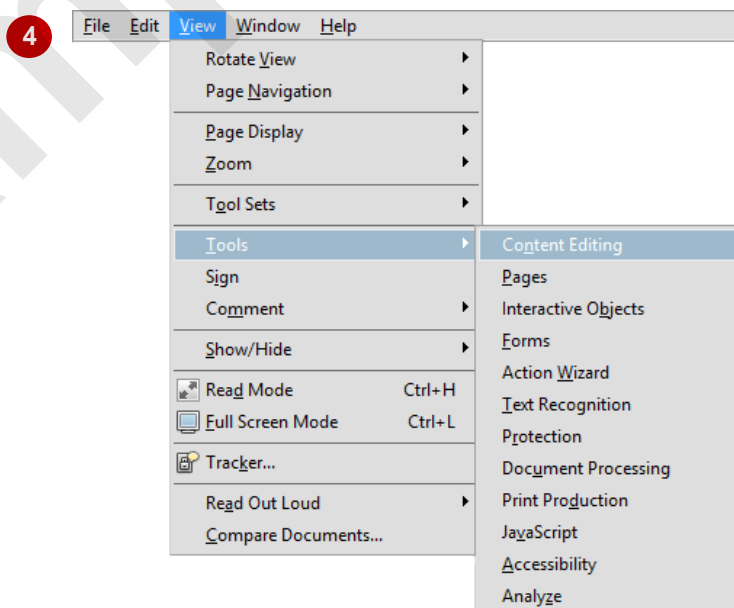 4
File Edit View Window Help
Rotate View
Page Navigation
Page Display
Zoom
Tool Sets
Tools
Sign
Comment
Show/Hide
Read Mode Ctrl+H
Full Screen Mode Ctrl+L
Tracker...
Read Out Loud
Compare Documents...
Content Editing
Pages
Interactive Objects
Forms
Action Wizard
Text Recognition
Protection
Document Processing
Print Production
JavaScript
Accessibility
Analyze